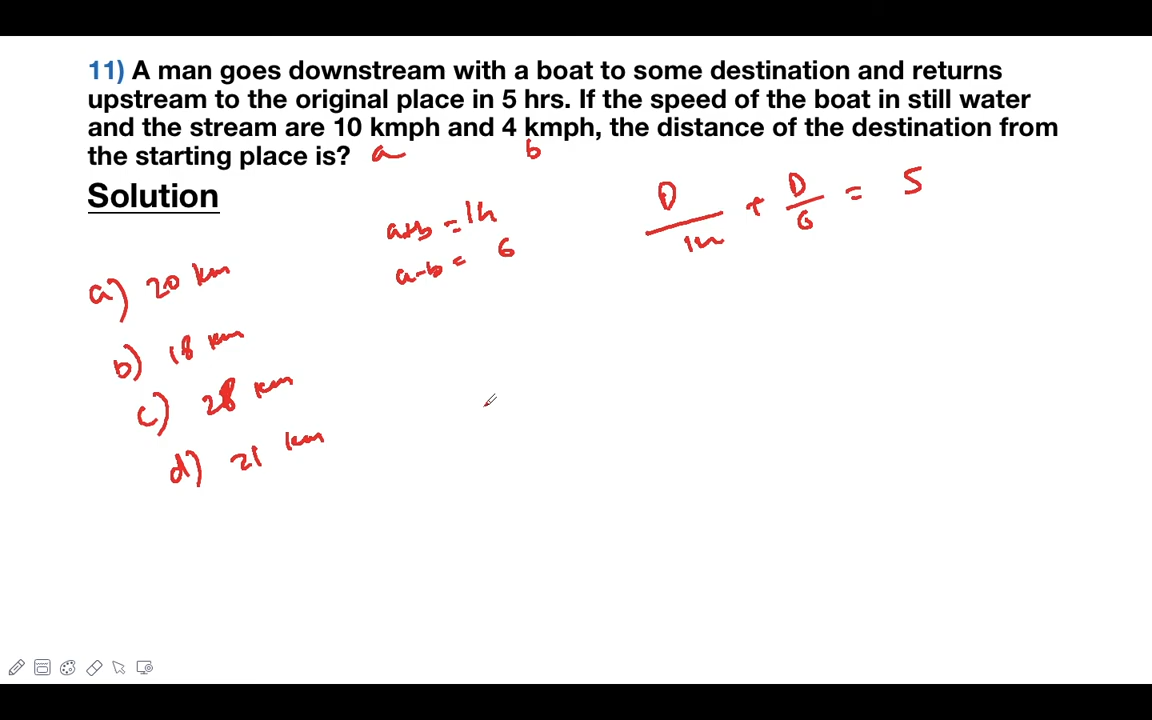 11) A man goes downstream with a boat to some destination and returns
upstream to the original place in 5 hrs. If the speed of the boat in still water
and the stream are 10 kmph and 4 kmph, the distance of the destination from
the starting place is? a b
Solution
a+b = 14
a-b = 6
D/14 + D/6 = 5
a) 20 km
b) 18 km
c) 28 km
d) 21 km